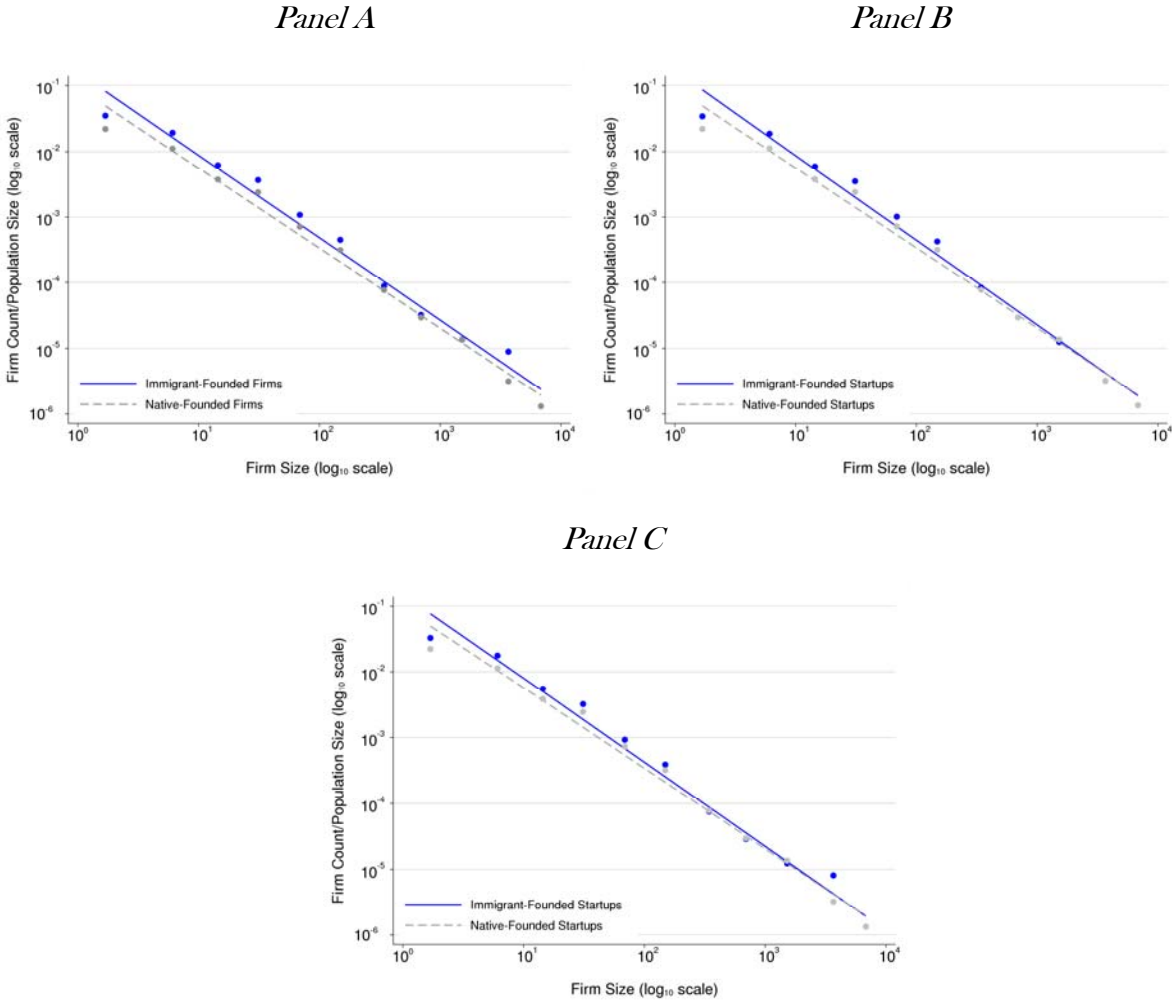 Panel A
Firm Count/Population Size (log₁₀ scale)
10⁻¹
10⁻²
10⁻³
10⁻⁴
10⁻⁵
10⁻⁶
Immigrant-Founded Firms
Native-Founded Firms
10⁰ 10¹ 10² 10³ 10⁴
Firm Size (log₁₀ scale)
Panel B
Firm Count/Population Size (log₁₀ scale)
10⁻¹
10⁻²
10⁻³
10⁻⁴
10⁻⁵
10⁻⁶
Immigrant-Founded Startups
Native-Founded Startups
10⁰ 10¹ 10² 10³ 10⁴
Firm Size (log₁₀ scale)
Panel C
Firm Count/Population Size (log₁₀ scale)
10⁻¹
10⁻²
10⁻³
10⁻⁴
10⁻⁵
10⁻⁶
Immigrant-Founded Startups
Native-Founded Startups
10⁰ 10¹ 10² 10³ 10⁴
Firm Size (log₁₀ scale)